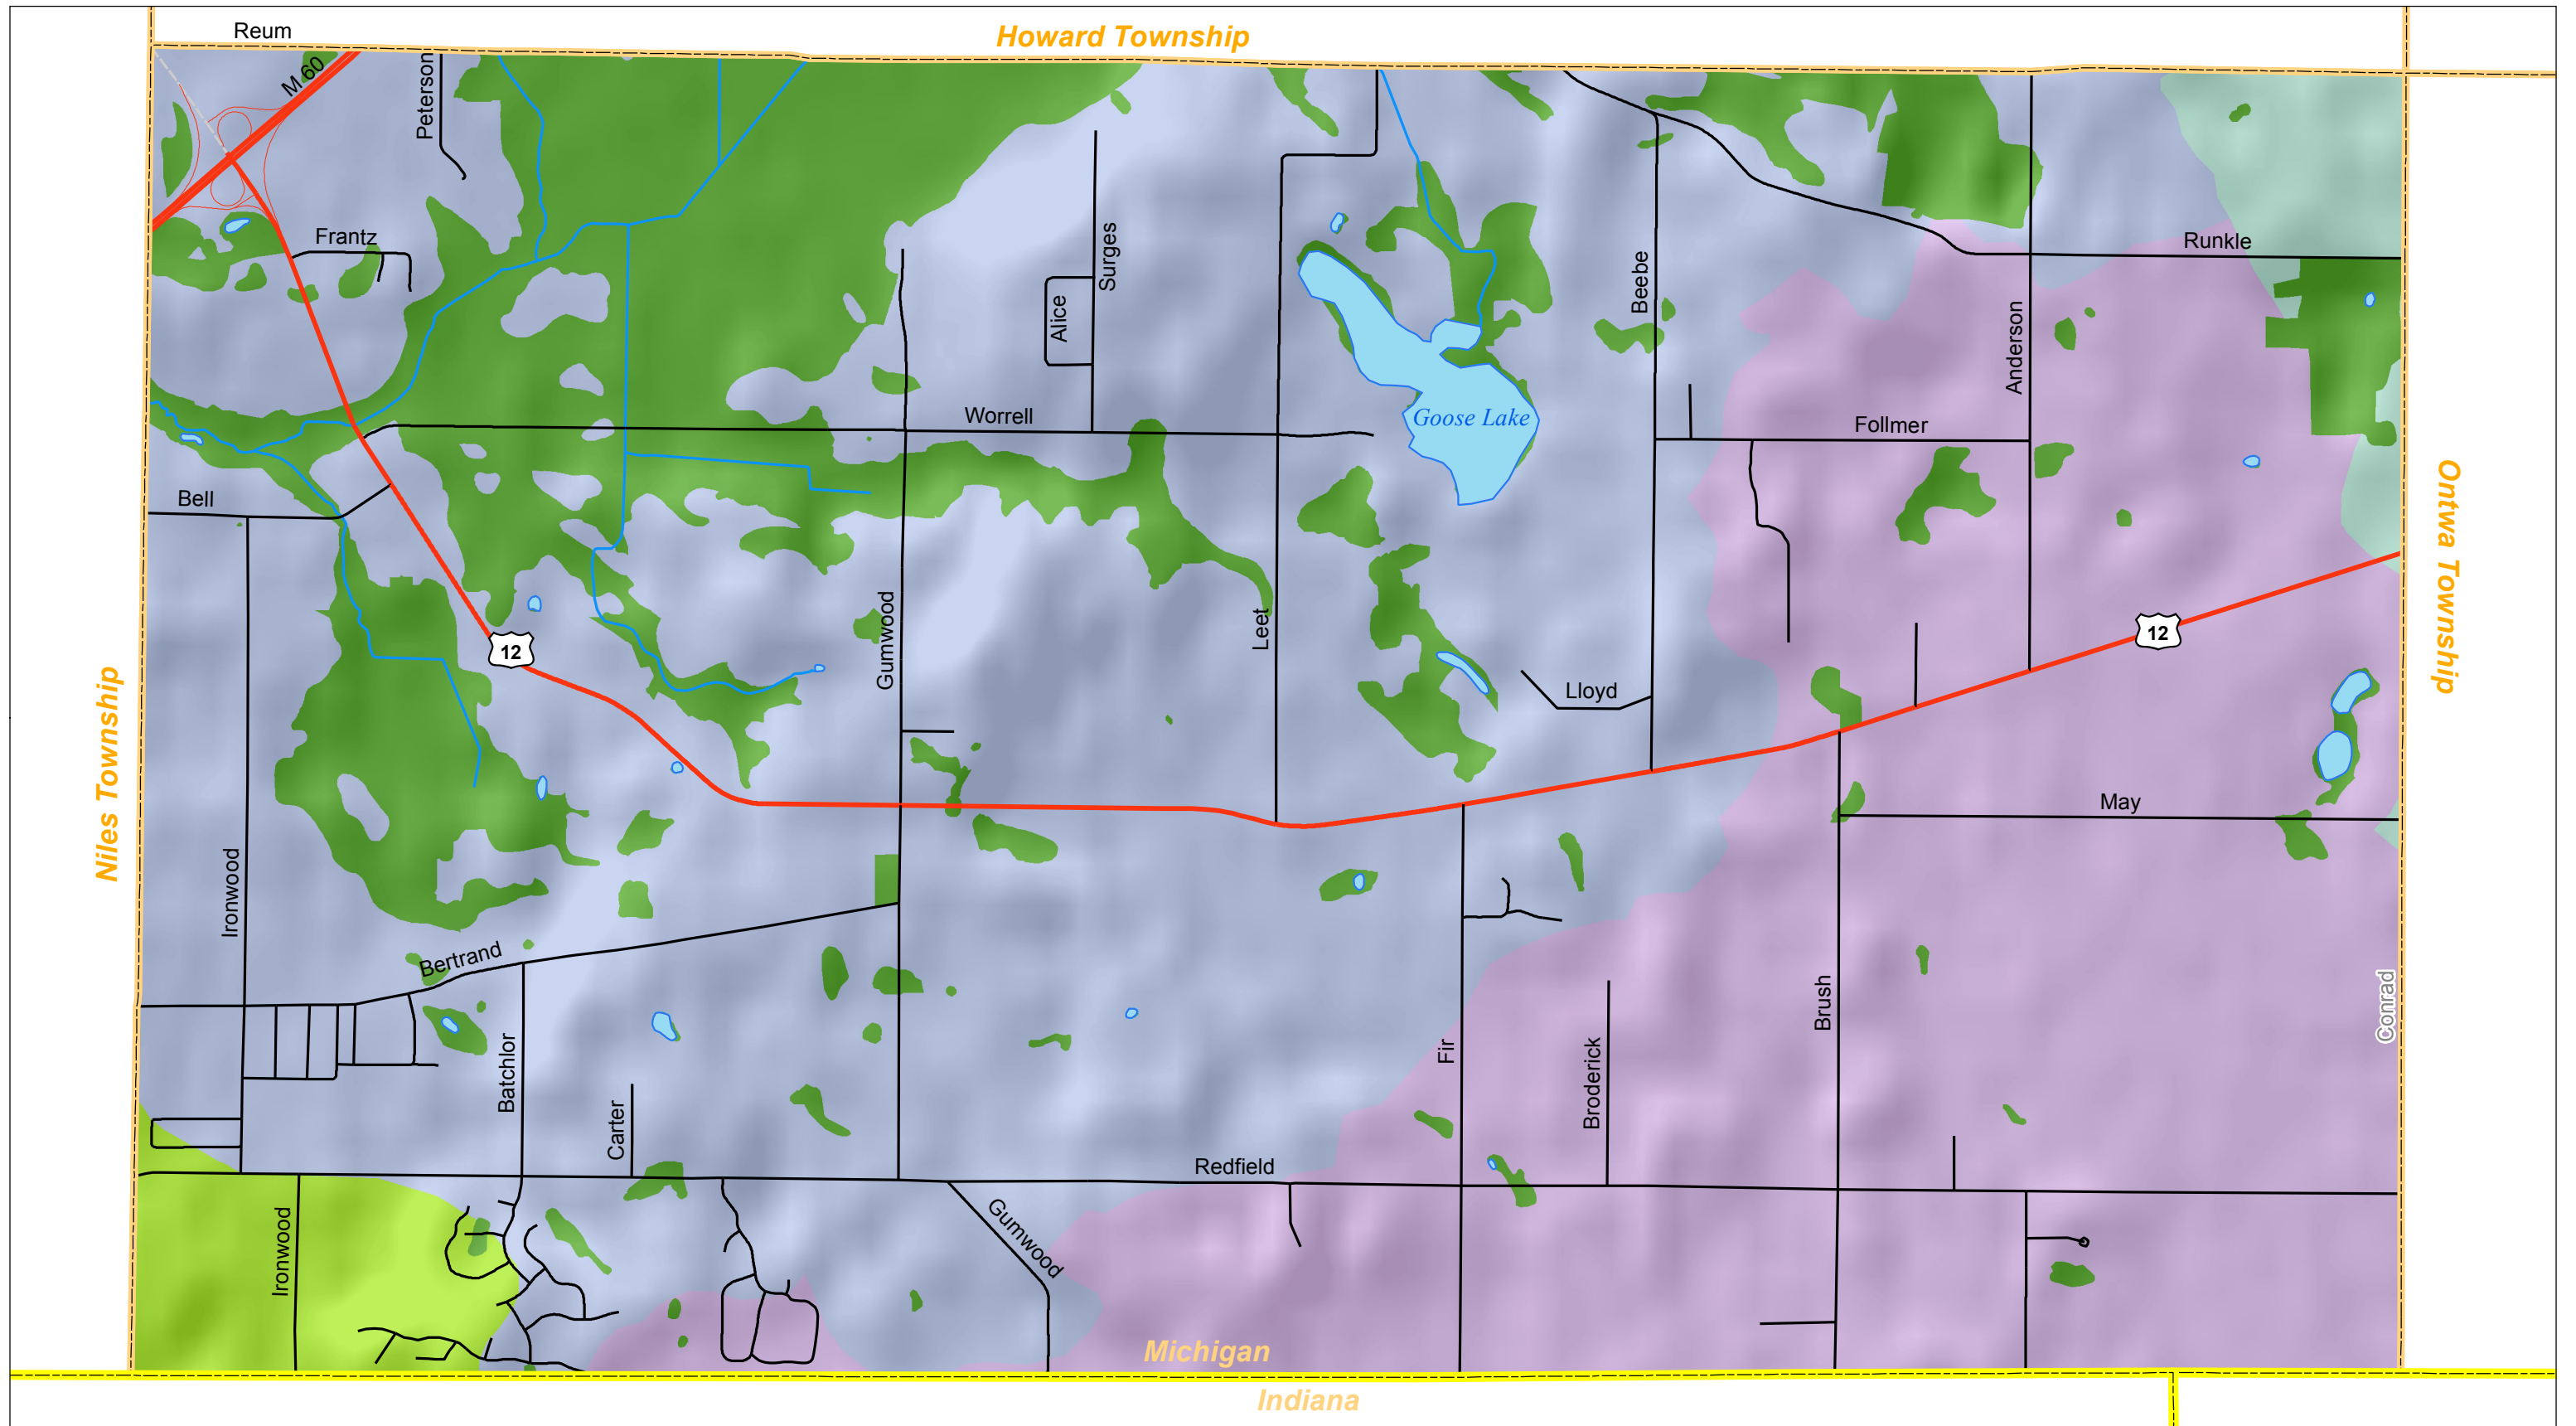 Reum
Howard Township
M 60
Peterson
Frantz
Surges
Alice
Beebe
Runkle
Anderson
Worrell
Goose Lake
Follmer
Bell
Ontwa Township
Gumwood
Leet
12
12
Lloyd
Niles Township
May
Ironwood
Bertrand
Conrad
Brush
Batchlor
Fir
Broderick
Carter
Redfield
Ironwood
Gumwood
Michigan
Indiana